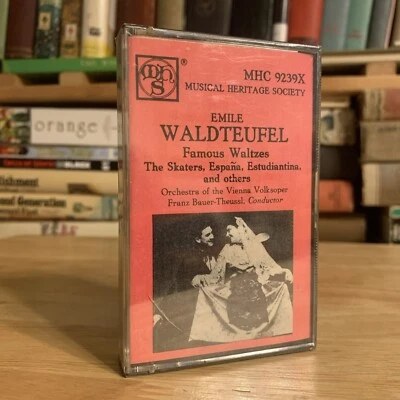 mhs®
MHC 9239X
MUSICAL HERITAGE SOCIETY
EMILE
WALDTEUFEL
Famous Waltzes
The Skaters, España, Estudiantina,
and others
Orchestra of the Vienna Volksoper
Franz Bauer-Theussl, Conductor
orange